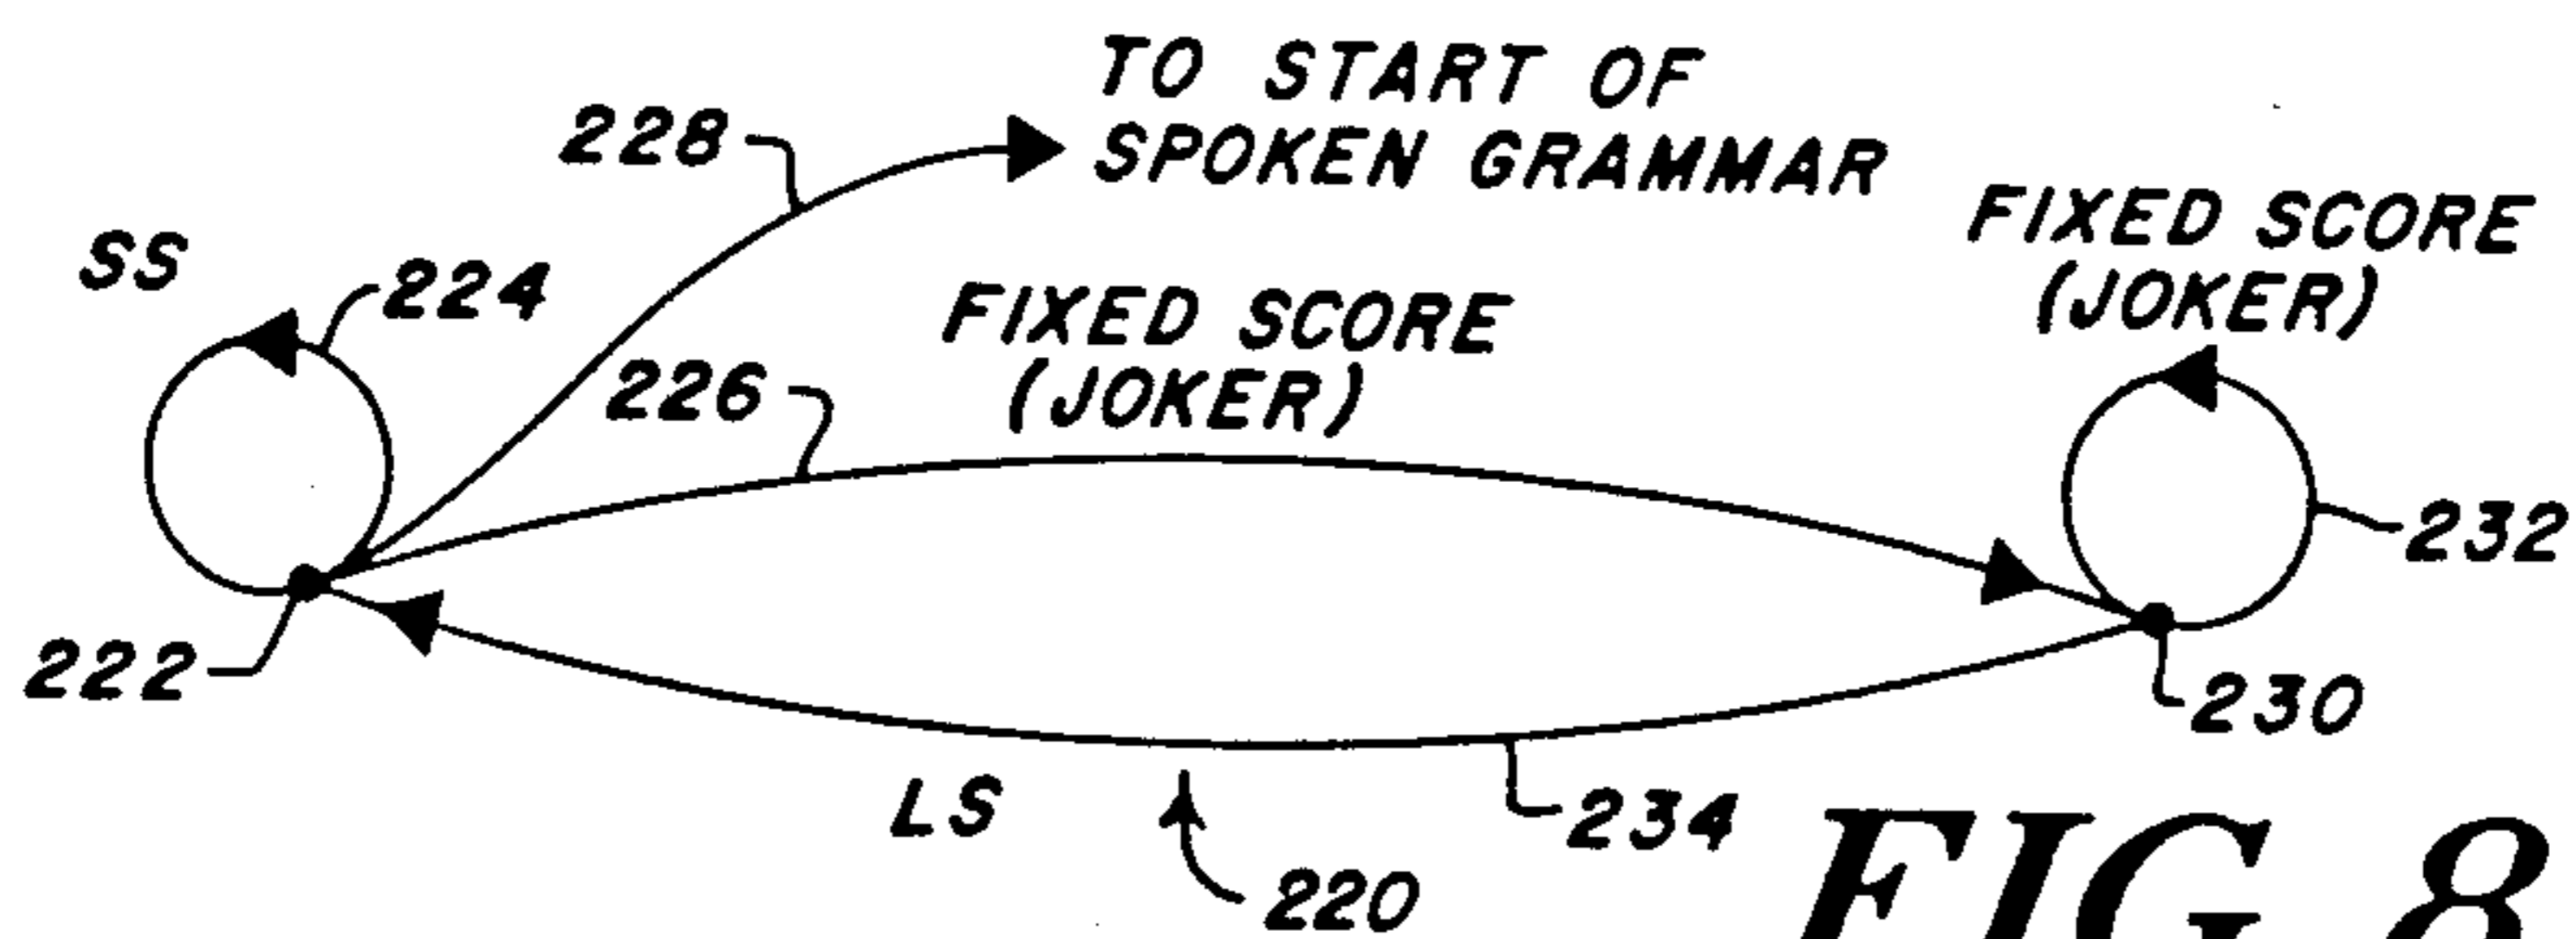 TO START OF
SPOKEN GRAMMAR
228
FIXED SCORE
(JOKER)
SS
224
FIXED SCORE
(JOKER)
226
232
222
230
LS
234
220
FIG. 8